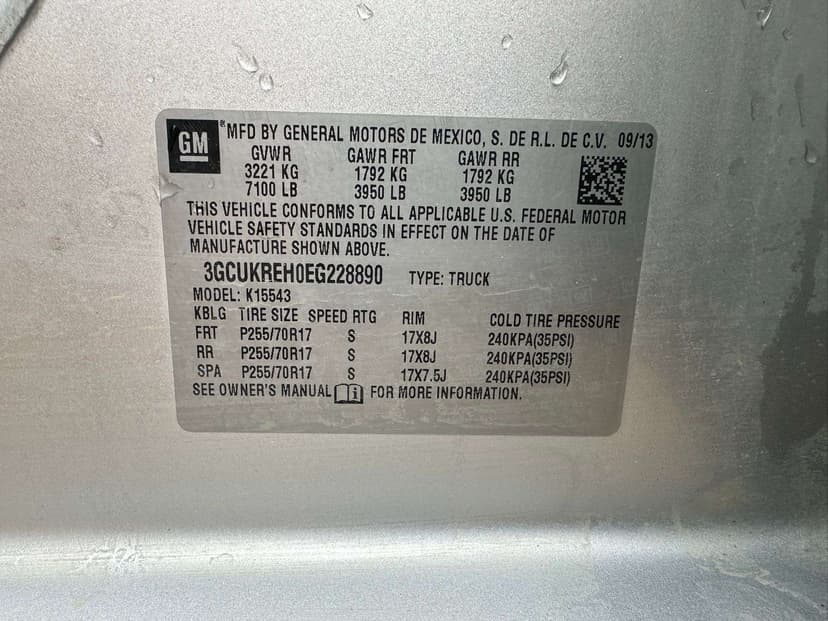 GM
® MFD BY GENERAL MOTORS DE MEXICO, S. DE R.L. DE C.V. 09/13
GVWR GAWR FRT GAWR RR
3221 KG 1792 KG 1792 KG
7100 LB 3950 LB 3950 LB
THIS VEHICLE CONFORMS TO ALL APPLICABLE U.S. FEDERAL MOTOR
VEHICLE SAFETY STANDARDS IN EFFECT ON THE DATE OF
MANUFACTURE SHOWN ABOVE.
3GCUKREH0EG228890 TYPE: TRUCK
MODEL: K15543
KBLG TIRE SIZE SPEED RTG RIM COLD TIRE PRESSURE
FRT P255/70R17 S 17X8J 240KPA(35PSI)
RR P255/70R17 S 17X8J 240KPA(35PSI)
SPA P255/70R17 S 17X7.5J 240KPA(35PSI)
SEE OWNER'S MANUAL i FOR MORE INFORMATION.